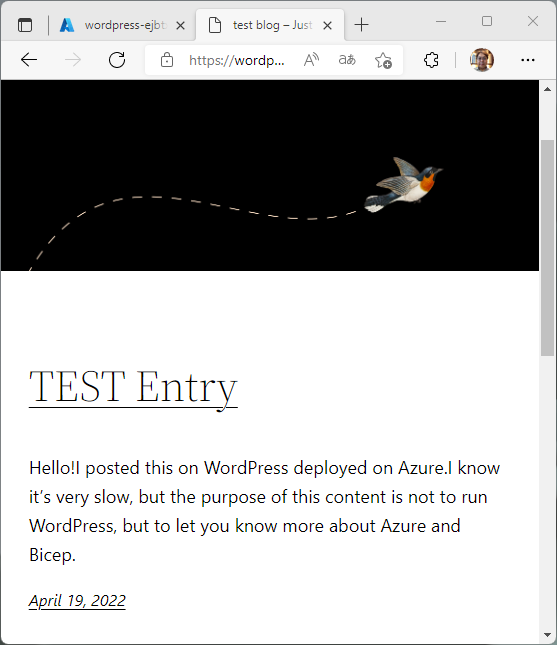 wordpress-ejbt
test blog – Just
https://wordp...
aあ
TEST Entry
Hello!I posted this on WordPress deployed on Azure.I know
it’s very slow, but the purpose of this content is not to run
WordPress, but to let you know more about Azure and
Bicep.
April 19, 2022